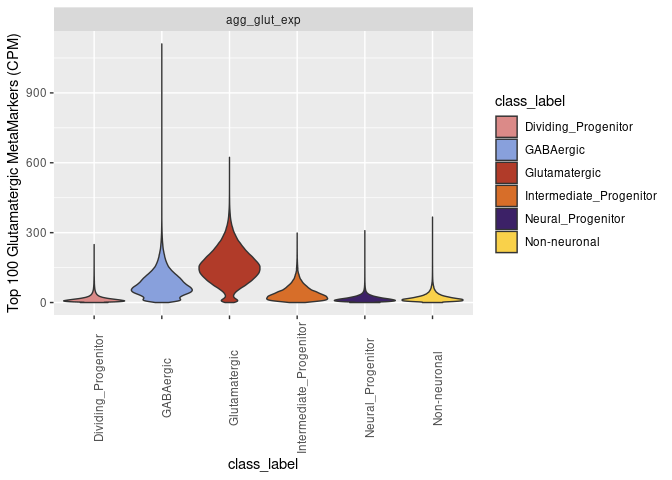 agg_glut_exp
Top 100 Glutamatergic MetaMarkers (CPM)
900
600
300
0
Dividing_Progenitor
GABAergic
Glutamatergic
Intermediate_Progenitor
Neural_Progenitor
Non-neuronal
class_label
class_label
Dividing_Progenitor
GABAergic
Glutamatergic
Intermediate_Progenitor
Neural_Progenitor
Non-neuronal